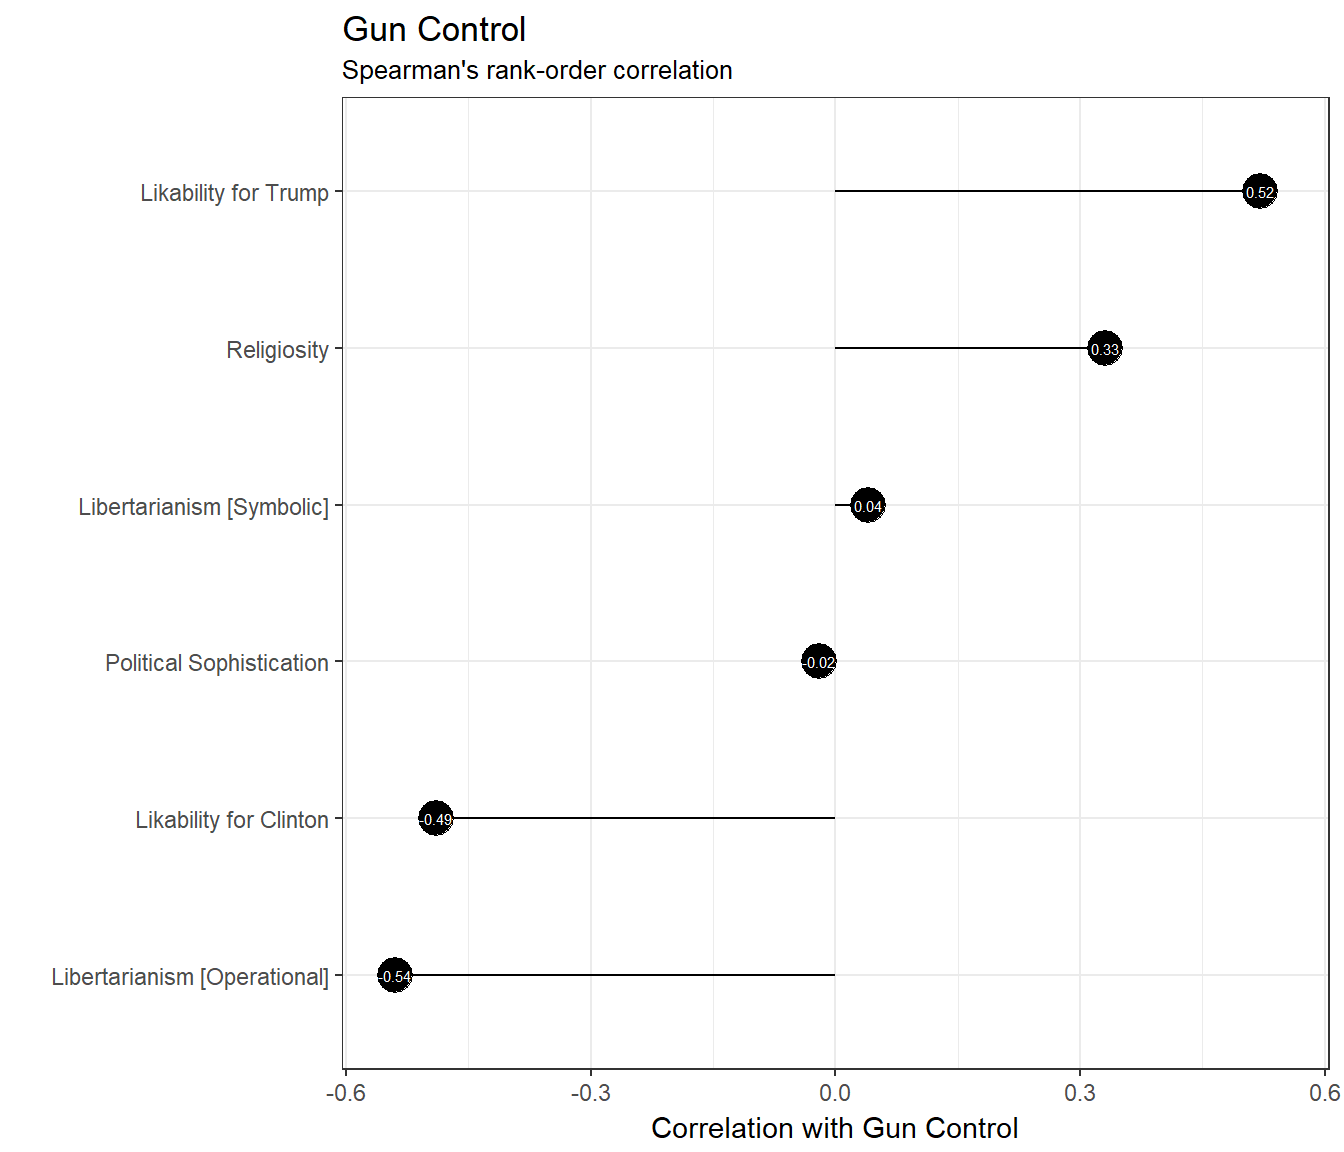 Gun Control
Spearman's rank-order correlation
Likability for Trump
0.52
Religiosity
0.33
Libertarianism [Symbolic]
0.04
Political Sophistication
-0.02
Likability for Clinton
-0.49
Libertarianism [Operational]
-0.54
-0.6 -0.3 0.0 0.3 0.6
Correlation with Gun Control